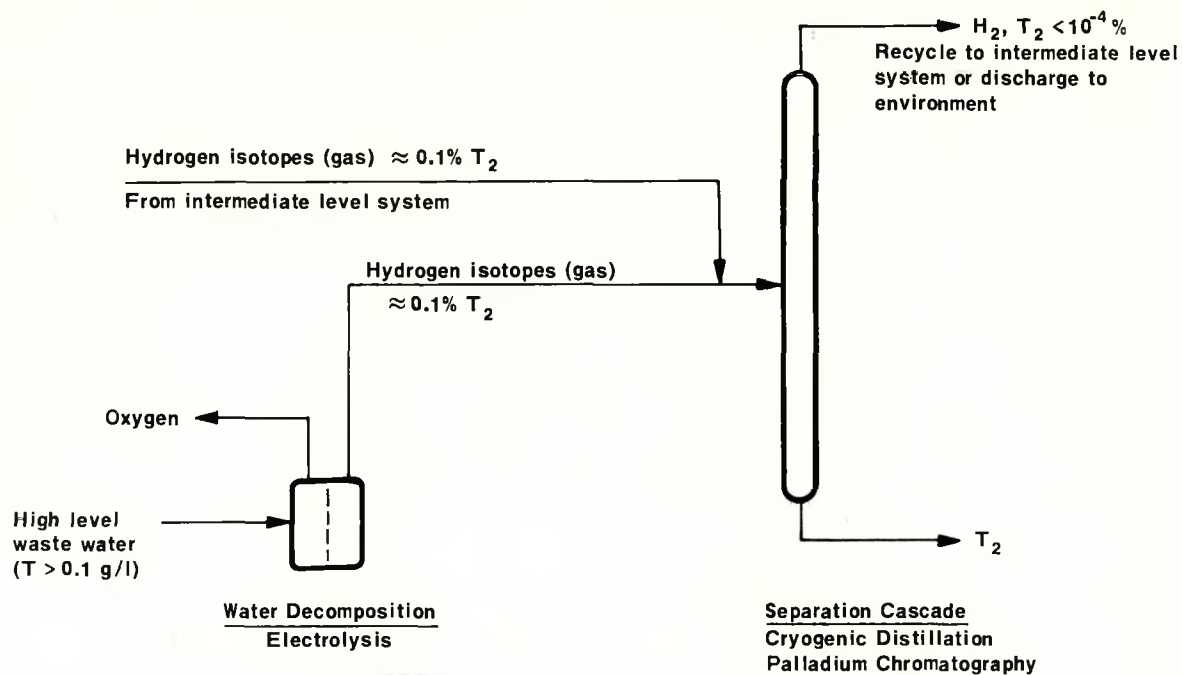 H₂, T₂ <10⁻⁴ %
Recycle to intermediate level
system or discharge to
environment
Hydrogen isotopes (gas) ≈ 0.1% T₂
From intermediate level system
Hydrogen isotopes (gas)
≈ 0.1% T₂
Oxygen
High level
waste water
(T > 0.1 g/l)
T₂
Water Decomposition
Electrolysis
Separation Cascade
Cryogenic Distillation
Palladium Chromatography